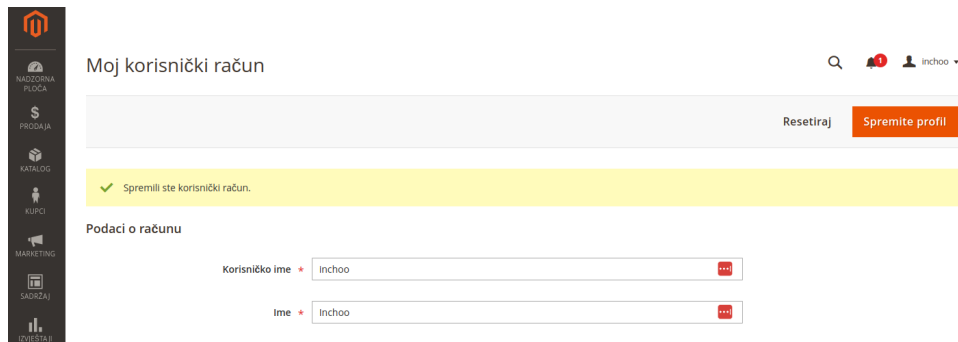 Moj korisnički račun
1
inchoo
NADZORNA
PLOČA
PRODAJA
KATALOG
KUPCI
MARKETING
SADRŽAJ
IZVJEŠTAJI
Resetiraj
Spremite profil
Spremili ste korisnički račun.
Podaci o računu
Korisničko ime * inchoo
Ime * Inchoo